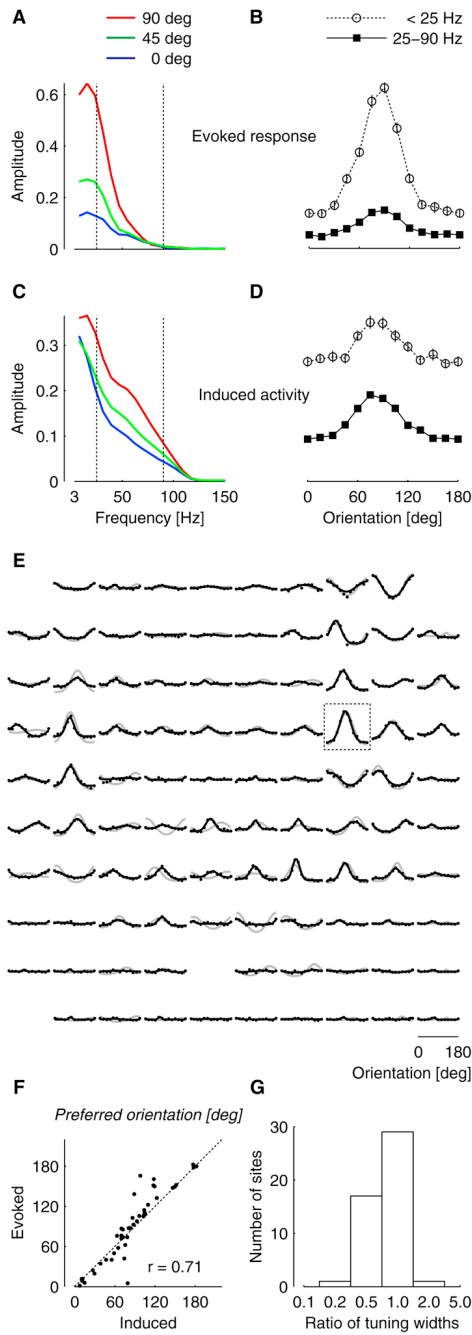 A
90 deg
45 deg
0 deg
B
< 25 Hz
25–90 Hz
Amplitude
0.6
0.4
0.2
0
Evoked response
0 60 120 180
C
Amplitude
0.3
0.2
0.1
0
3 50 100 150
Frequency [Hz]
D
Induced activity
0 60 120 180
Orientation [deg]
E
0 180
Orientation [deg]
F
Preferred orientation [deg]
Evoked
180
120
60
0
r = 0.71
0 60 120 180
Induced
G
Number of sites
30
20
10
0
0.1 0.2 0.5 1.0 2.0 5.0
Ratio of tuning widths